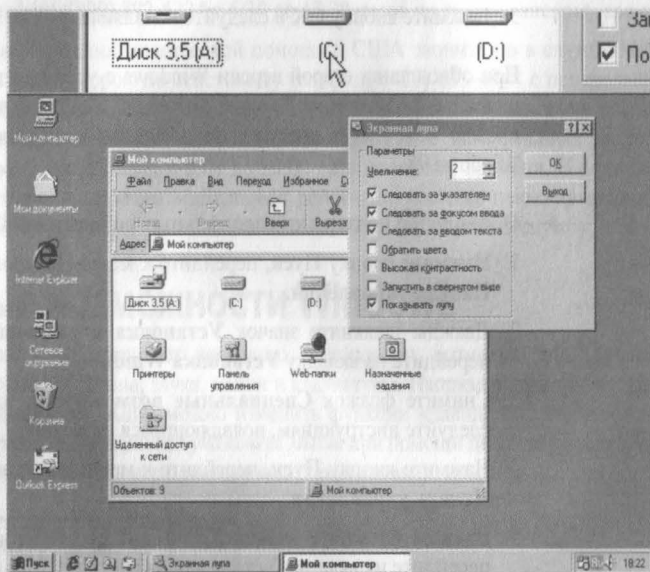 За
Диск 3,5 (А:)
(C:)
(D:)
По
Мой компьютер
Мои документы
Internet Explorer
Сетевое
окружение
Корзина
Outlook Express
Мой компьютер
Файл Правка Вид Переход Избранное
Назад Вперед Вверх Вырезат
Адрес Мой компьютер
Диск 3,5 (А:)
(C:)
(D:)
Принтеры
Панель
управления
Web-папки
Назначенные
задания
Удаленный доступ
к сети
Объектов: 9
Мой компьютер
Экранная лупа
Параметры
Увеличение: 2
Следовать за указателем
Следовать за фокусом ввода
Следовать за вводом текста
Обратить цвета
Высокая контрастность
Запустить в свернутом виде
Показывать лупу
OK
Выход
Пуск
Экранная лупа
Мой компьютер
18:22